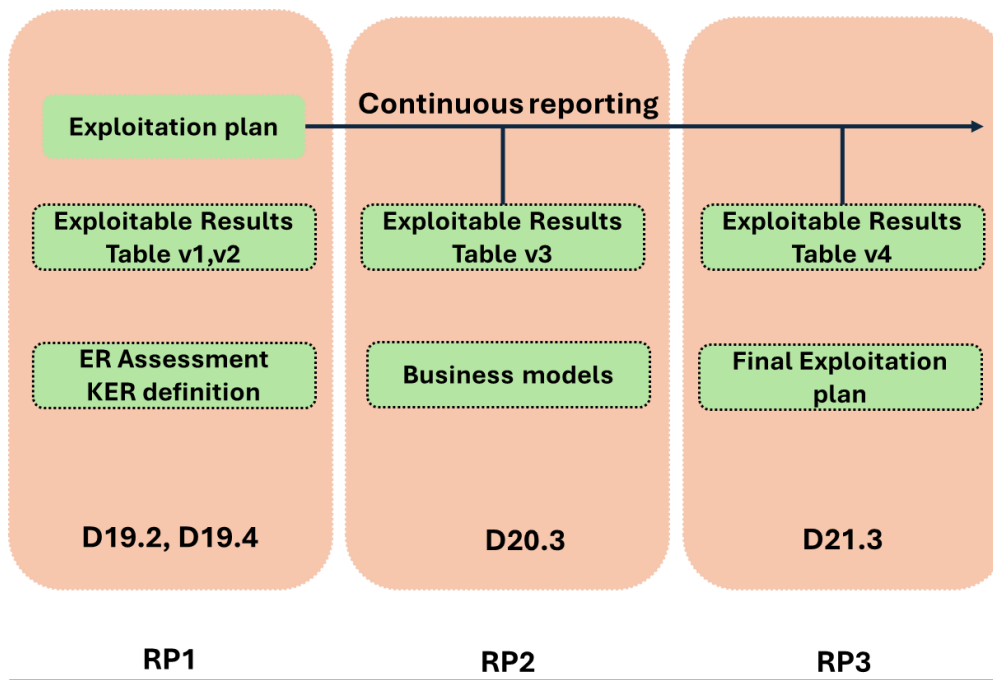 Continuous reporting
Exploitation plan
Exploitable Results
Table v1,v2
Exploitable Results
Table v3
Exploitable Results
Table v4
ER Assessment
KER definition
Business models
Final Exploitation
plan
D19.2, D19.4
D20.3
D21.3
RP1
RP2
RP3